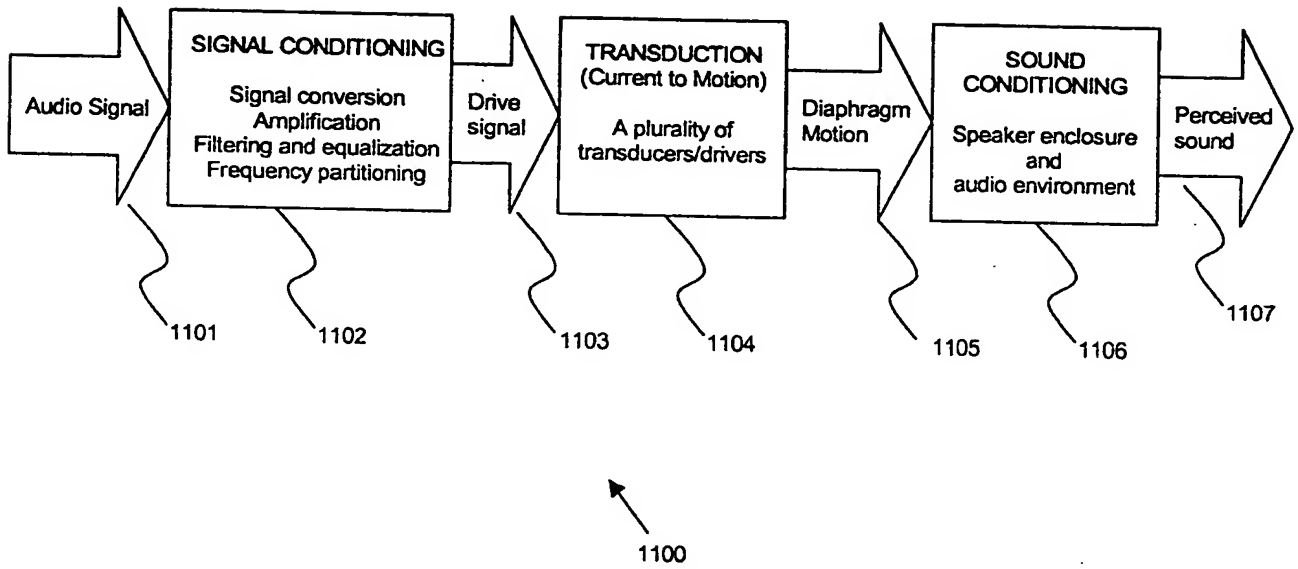 Audio Signal
SIGNAL CONDITIONING
Signal conversion
Amplification
Filtering and equalization
Frequency partitioning
Drive
signal
TRANSDUCTION
(Current to Motion)
A plurality of
transducers/drivers
Diaphragm
Motion
SOUND
CONDITIONING
Speaker enclosure
and
audio environment
Perceived
sound
1101
1102
1103
1104
1105
1106
1107
1100